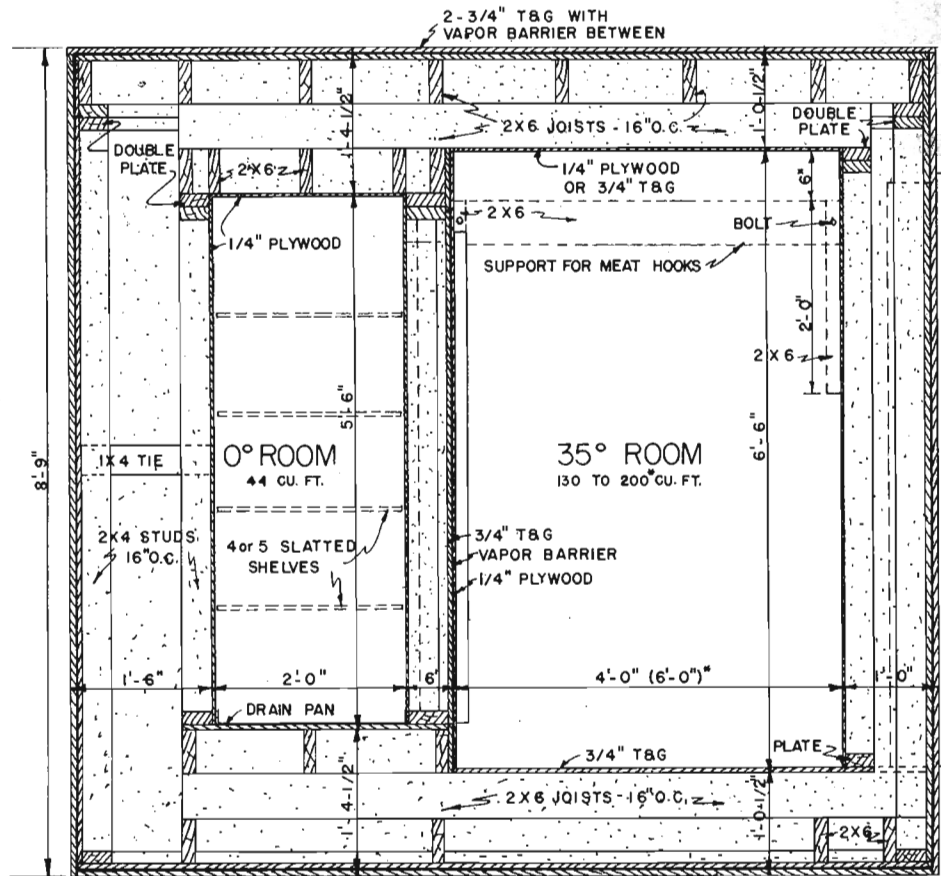 2-3/4" T&G WITH
VAPOR BARRIER BETWEEN
1'-4-1/2"
2X6 JOISTS-16"O.C.
1'-0-1/2"
DOUBLE
PLATE
DOUBLE
PLATE
2X6
1/4" PLYWOOD
OR 3/4" T&G
6"
2X6
BOLT
1/4" PLYWOOD
SUPPORT FOR MEAT HOOKS
2'-0"
2X6
5'-6"
6'-6"
8'-9"
1X4 TIE
0° ROOM
44 CU. FT.
35° ROOM
130 TO 200* CU. FT.
2X4 STUDS
16"O.C.
4 or 5 SLATTED
SHELVES
3/4" T&G
VAPOR BARRIER
1/4" PLYWOOD
1'-6"
2'-0"
6'
4'-0" (6'-0")*
1'-0"
DRAIN PAN
3/4" T&G
PLATE
1'-4-1/2"
2X6 JOISTS-16"O.C.
1'-0-1/2"
2X6